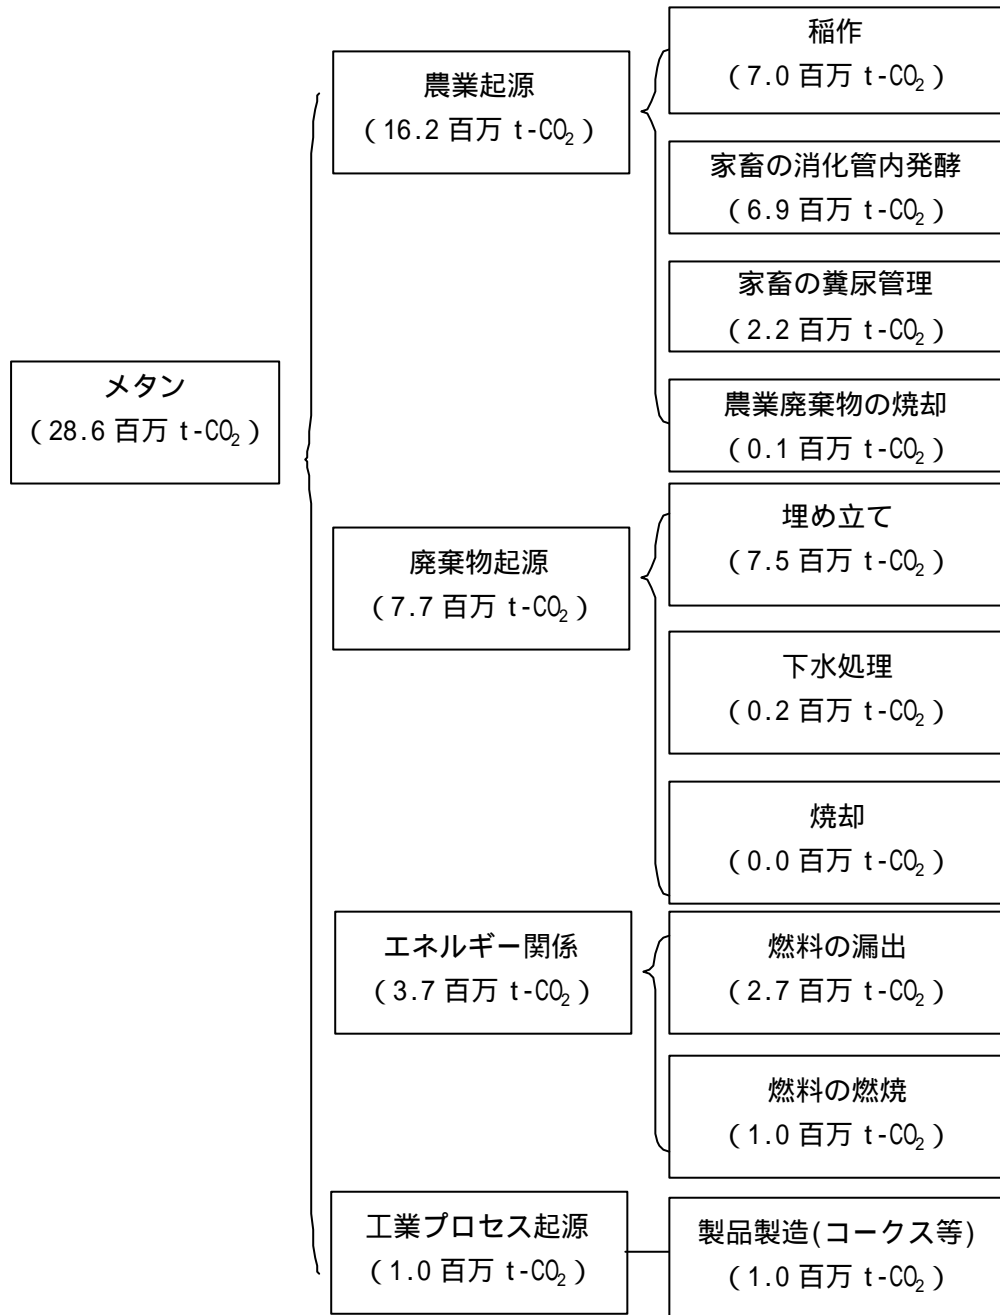 メタン
(28.6 百万 t-CO₂)
農業起源
(16.2 百万 t-CO₂)
稲作
(7.0 百万 t-CO₂)
家畜の消化管内発酵
(6.9 百万 t-CO₂)
家畜の糞尿管理
(2.2 百万 t-CO₂)
農業廃棄物の焼却
(0.1 百万 t-CO₂)
廃棄物起源
(7.7 百万 t-CO₂)
埋め立て
(7.5 百万 t-CO₂)
下水処理
(0.2 百万 t-CO₂)
焼却
(0.0 百万 t-CO₂)
エネルギー関係
(3.7 百万 t-CO₂)
燃料の漏出
(2.7 百万 t-CO₂)
燃料の燃焼
(1.0 百万 t-CO₂)
工業プロセス起源
(1.0 百万 t-CO₂)
製品製造(コークス等)
(1.0 百万 t-CO₂)